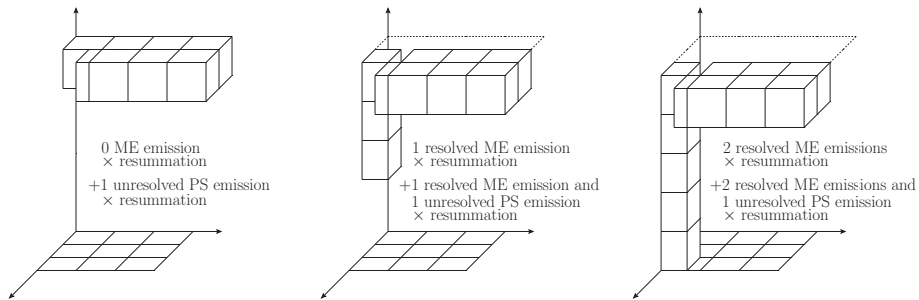 0 ME emission
× resummation
+1 unresolved PS emission
× resummation
1 resolved ME emission
× resummation
+1 resolved ME emission and
1 unresolved PS emission
× resummation
2 resolved ME emissions
× resummation
+2 resolved ME emissions and
1 unresolved PS emission
× resummation